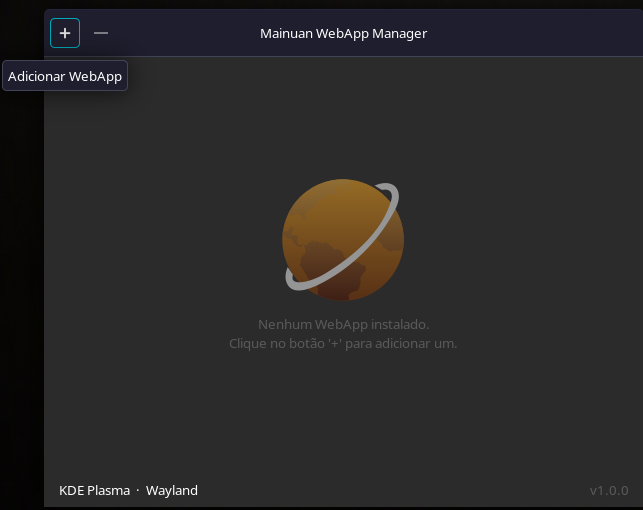 Mainuan WebApp Manager
Adicionar WebApp
Nenhum WebApp instalado.
Clique no botão '+' para adicionar um.
KDE Plasma · Wayland
v1.0.0